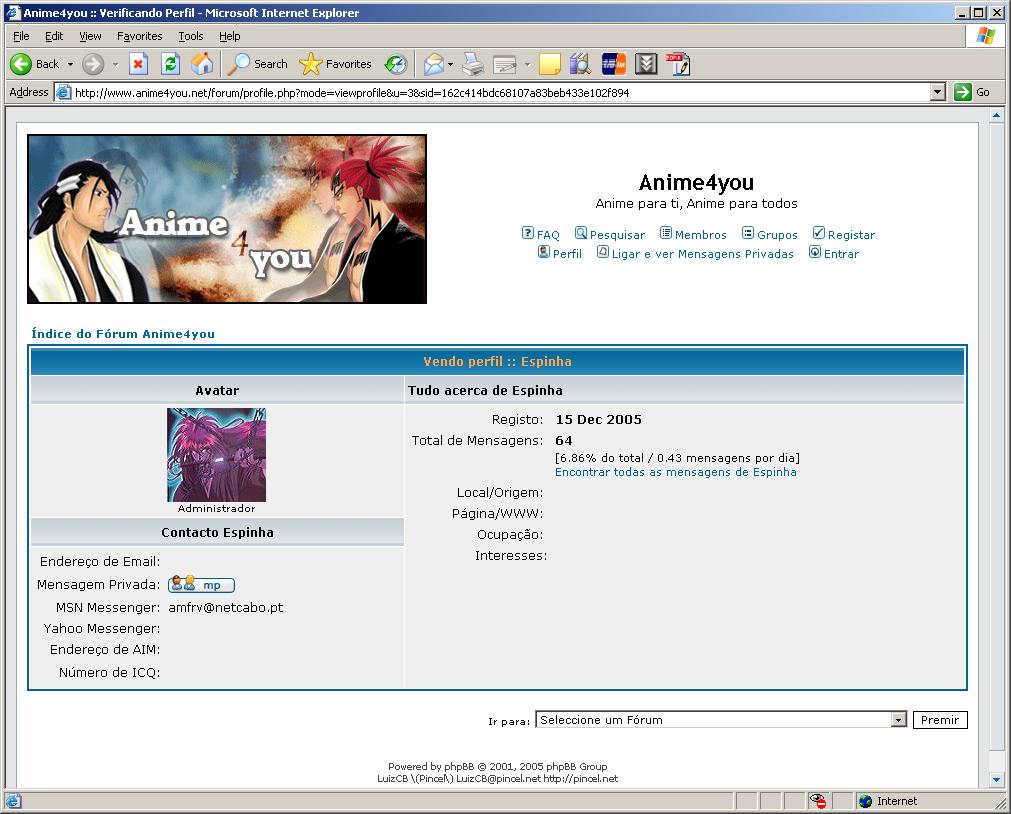 Anime4you :: Verificando Perfil - Microsoft Internet Explorer
File Edit View Favorites Tools Help
Back Search Favorites
Address http://www.anime4you.net/forum/profile.php?mode=viewprofile&u=3&sid=162c414bdc68107a83beb433e102f894 Go
Anime
4
you
Anime4you
Anime para ti, Anime para todos
FAQ Pesquisar Membros Grupos Registar
Perfil Ligar e ver Mensagens Privadas Entrar
Índice do Fórum Anime4you
Vendo perfil :: Espinha
Avatar
Administrador
Contacto Espinha
Endereço de Email:
Mensagem Privada: mp
MSN Messenger: amfrv@netcabo.pt
Yahoo Messenger:
Endereço de AIM:
Número de ICQ:
Tudo acerca de Espinha
Registo: 15 Dec 2005
Total de Mensagens: 64
[6.86% do total / 0.43 mensagens por dia]
Encontrar todas as mensagens de Espinha
Local/Origem:
Página/WWW:
Ocupação:
Interesses:
Ir para: Seleccione um Fórum Premir
Powered by phpBB © 2001, 2005 phpBB Group
LuizCB \(Pincel\) LuizCB@pincel.net http://pincel.net
Internet